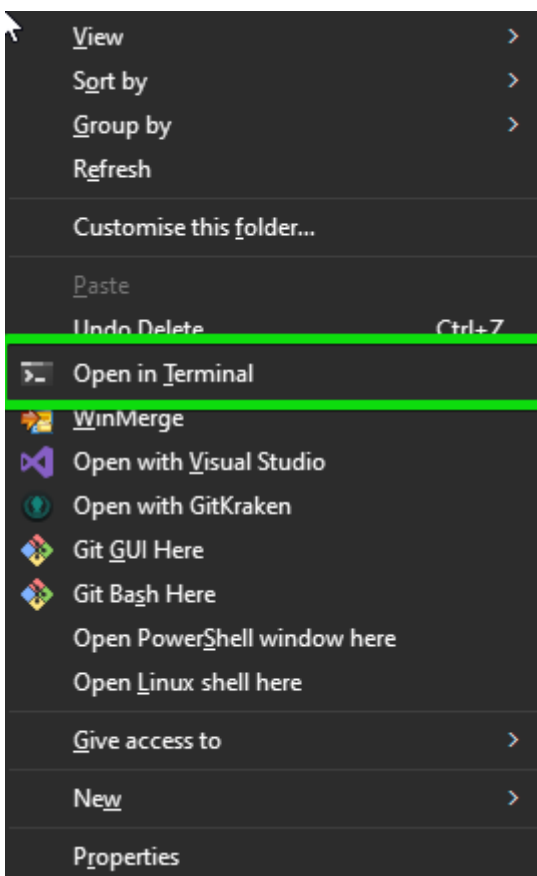 View
Sort by
Group by
Refresh
Customise this folder...
Paste
Undo Delete Ctrl+Z
Open in Terminal
WinMerge
Open with Visual Studio
Open with GitKraken
Git GUI Here
Git Bash Here
Open PowerShell window here
Open Linux shell here
Give access to
New
Properties